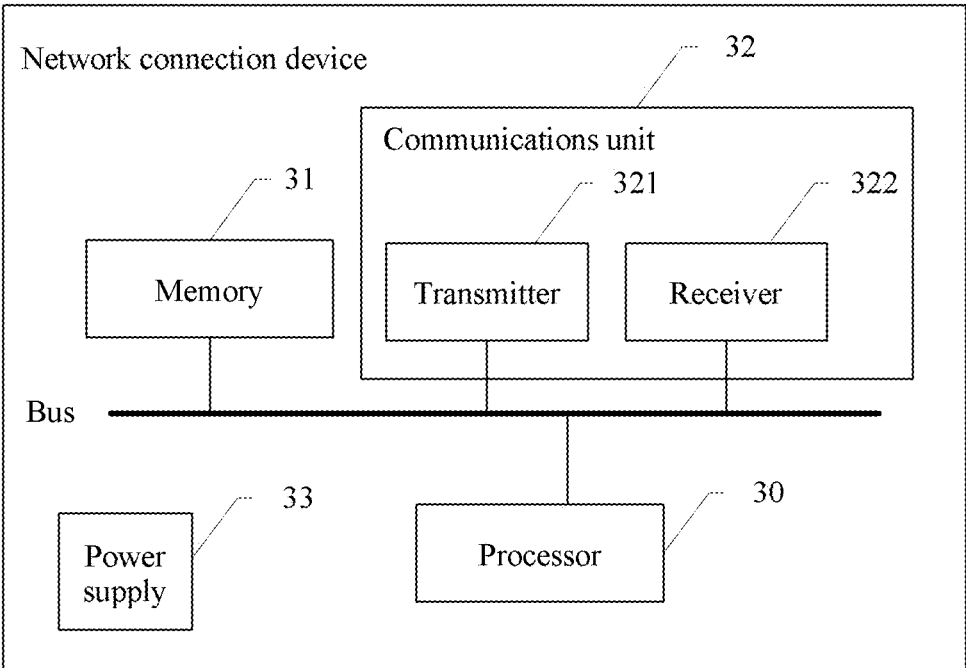 Network connection device
32
Communications unit
31
321
322
Memory
Transmitter
Receiver
Bus
33
30
Power
supply
Processor